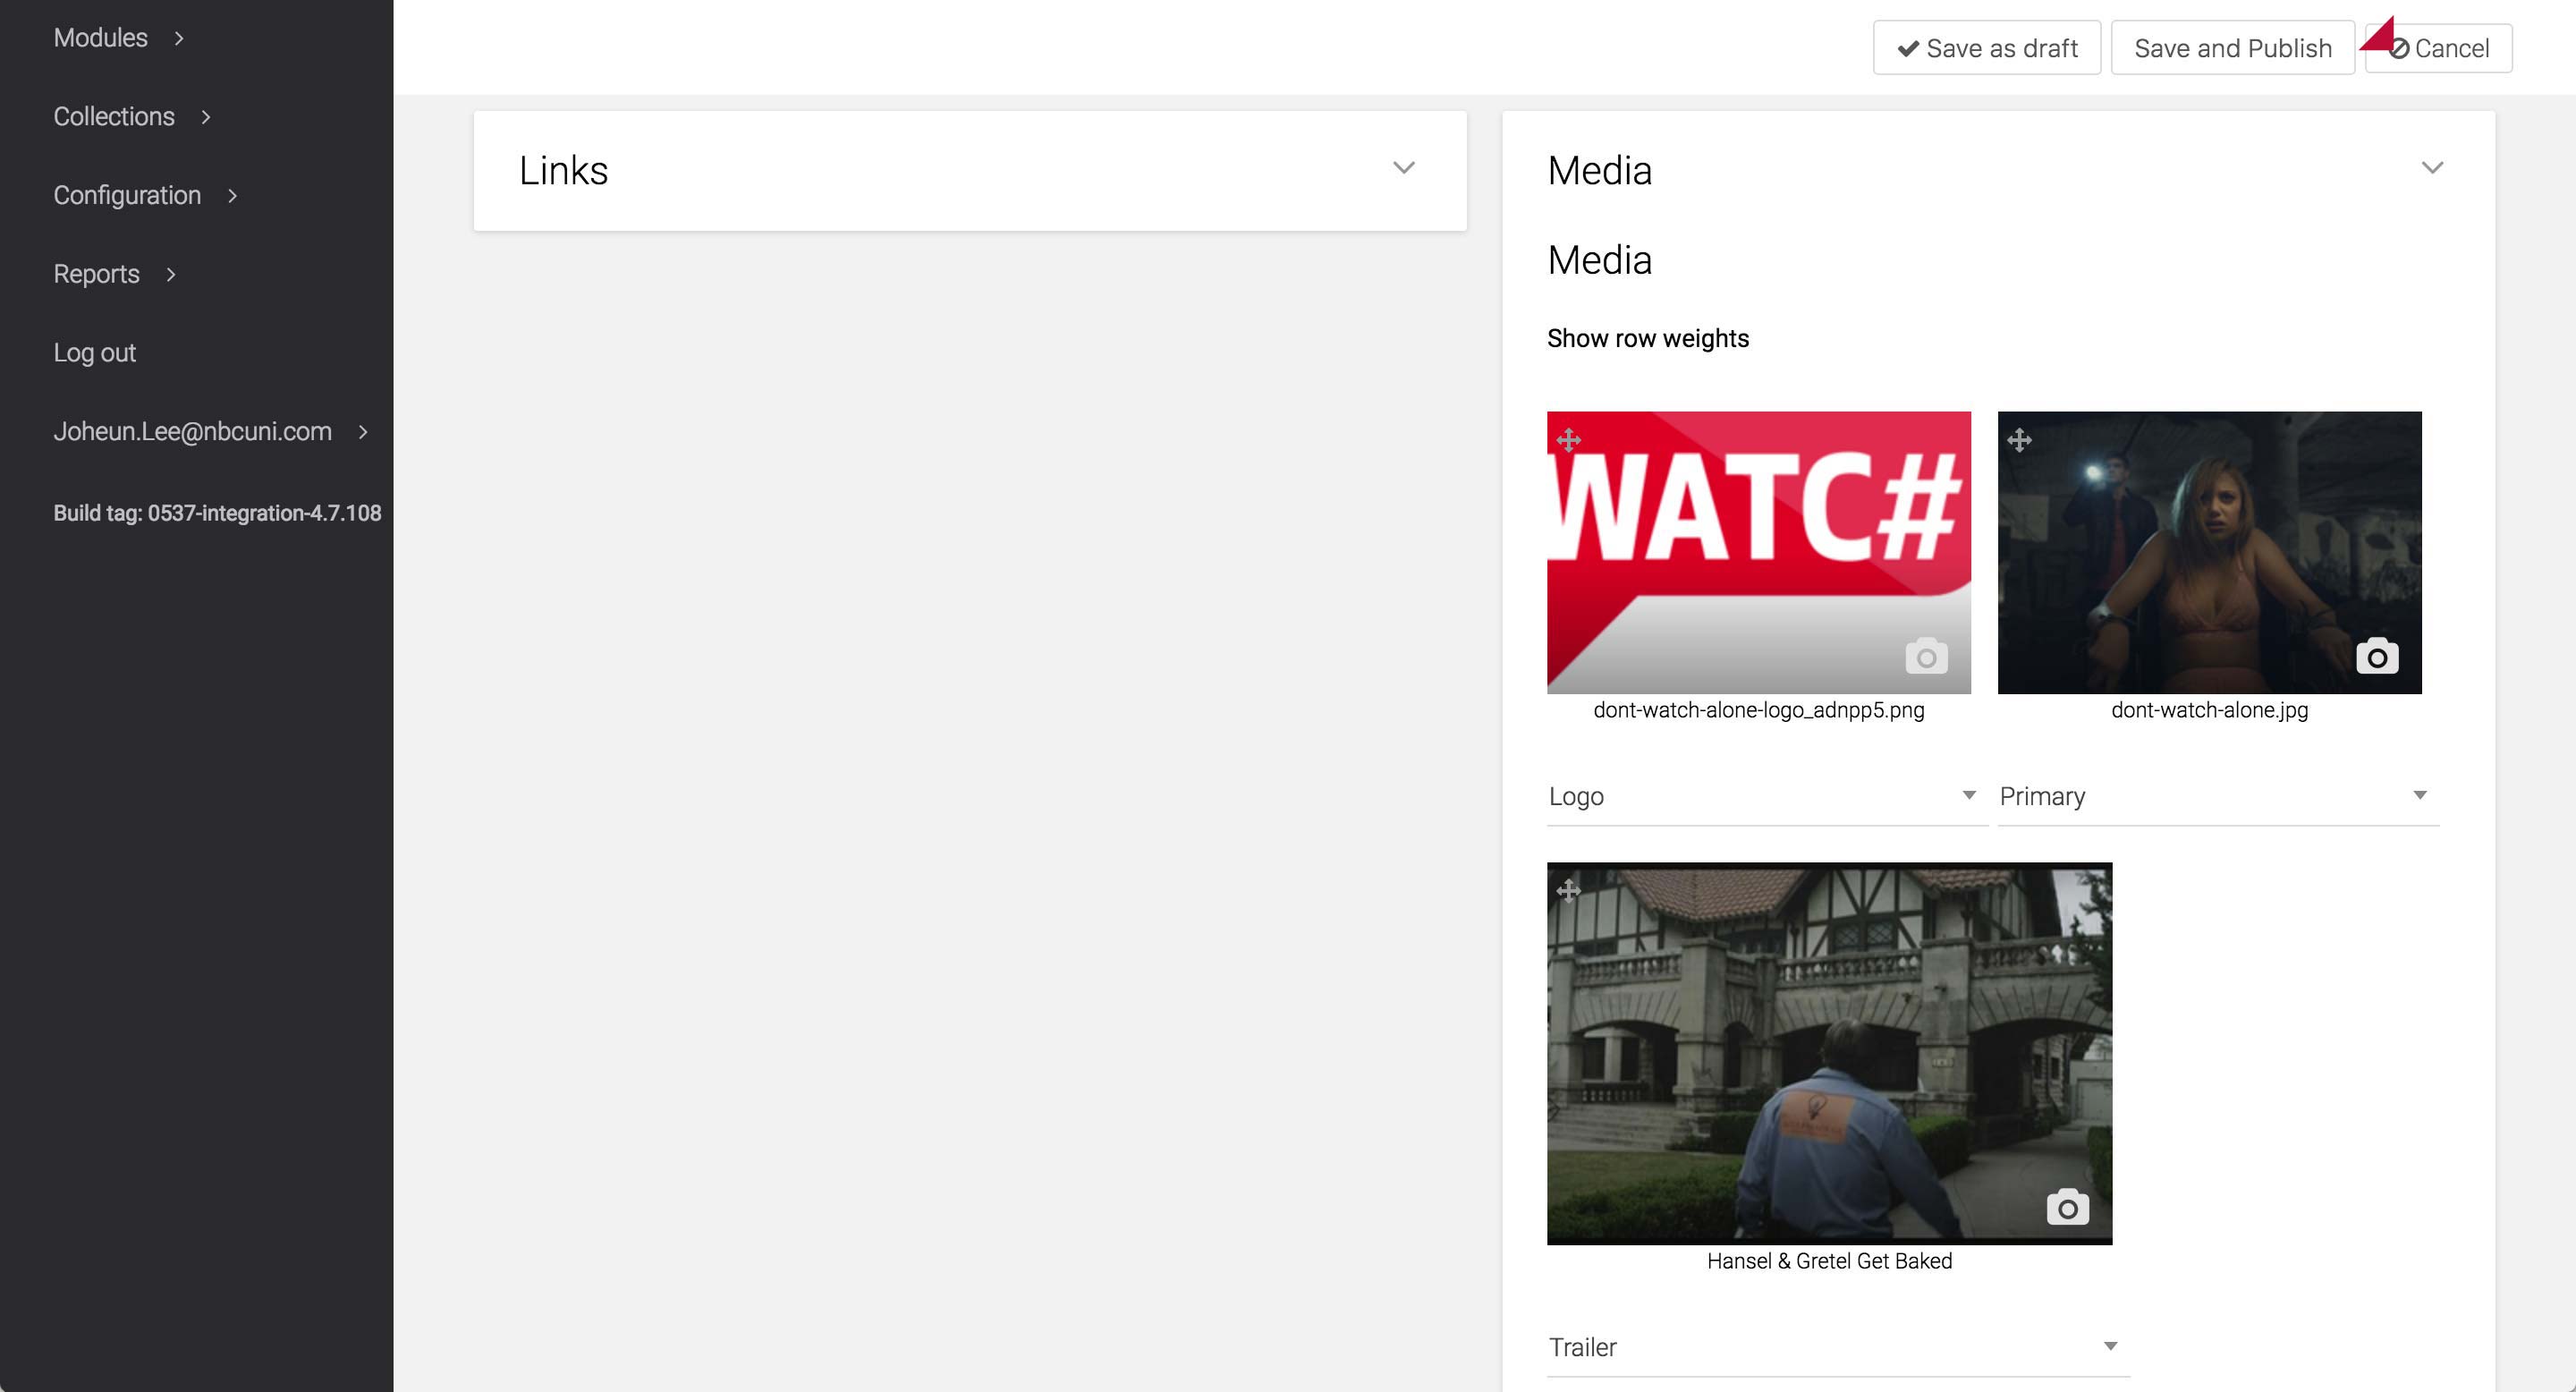 Modules
Collections
Configuration
Reports
Log out
Joheun.Lee@nbcuni.com
Build tag: 0537-integration-4.7.108
Save as draft
Save and Publish
Cancel
Links
Media
Media
Show row weights
WATC#
dont-watch-alone-logo_adnpp5.png
dont-watch-alone.jpg
Logo
Primary
Hansel & Gretel Get Baked
Trailer